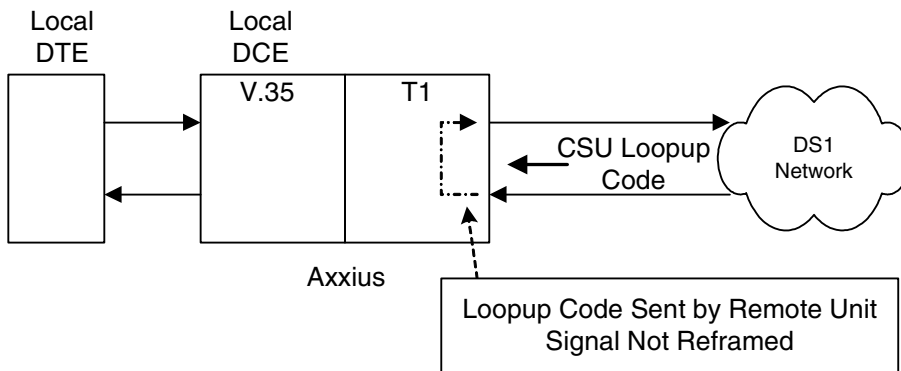 Local
DTE
Local
DCE
V.35
T1
CSU Loopup
Code
DS1
Network
Axxius
Loopup Code Sent by Remote Unit
Signal Not Reframed